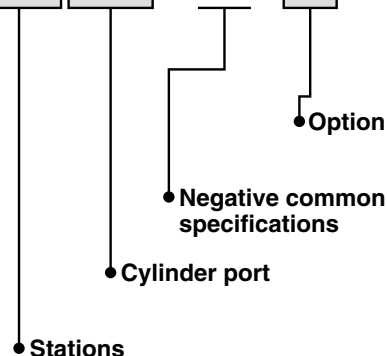 Option
Negative common
specifications
Cylinder port
Stations